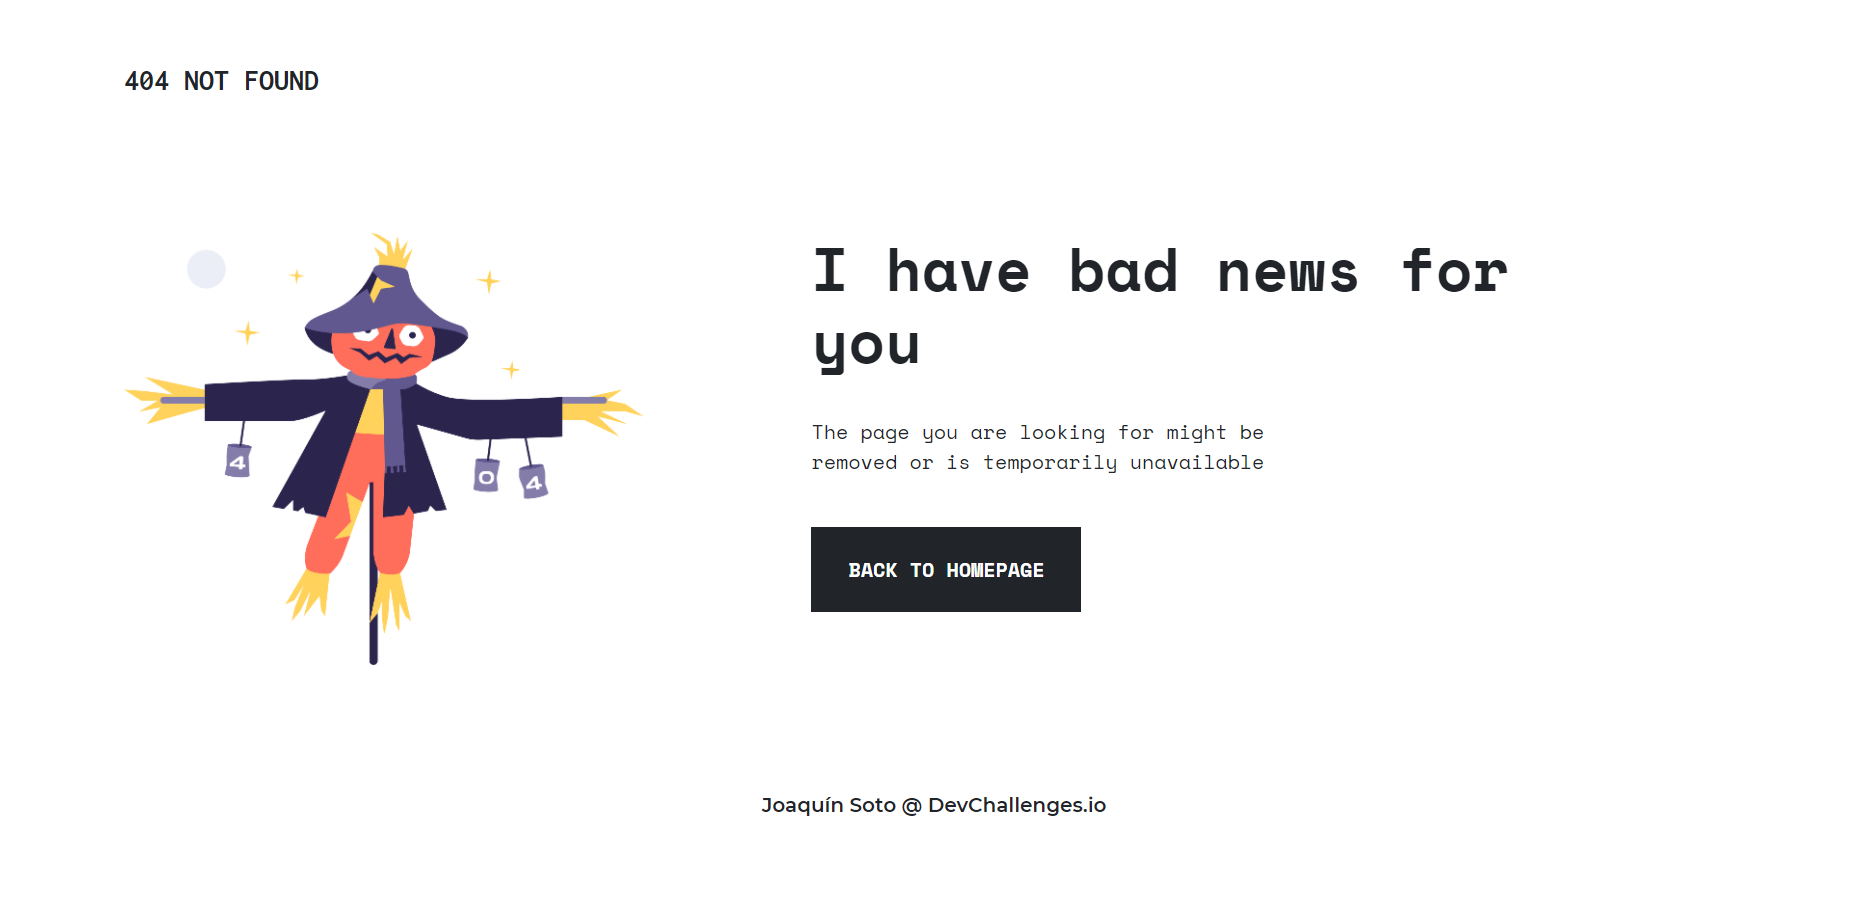 404 NOT FOUND
I have bad news for
you
The page you are looking for might be
removed or is temporarily unavailable
BACK TO HOMEPAGE
4
0
4
Joaquín Soto @ DevChallenges.io